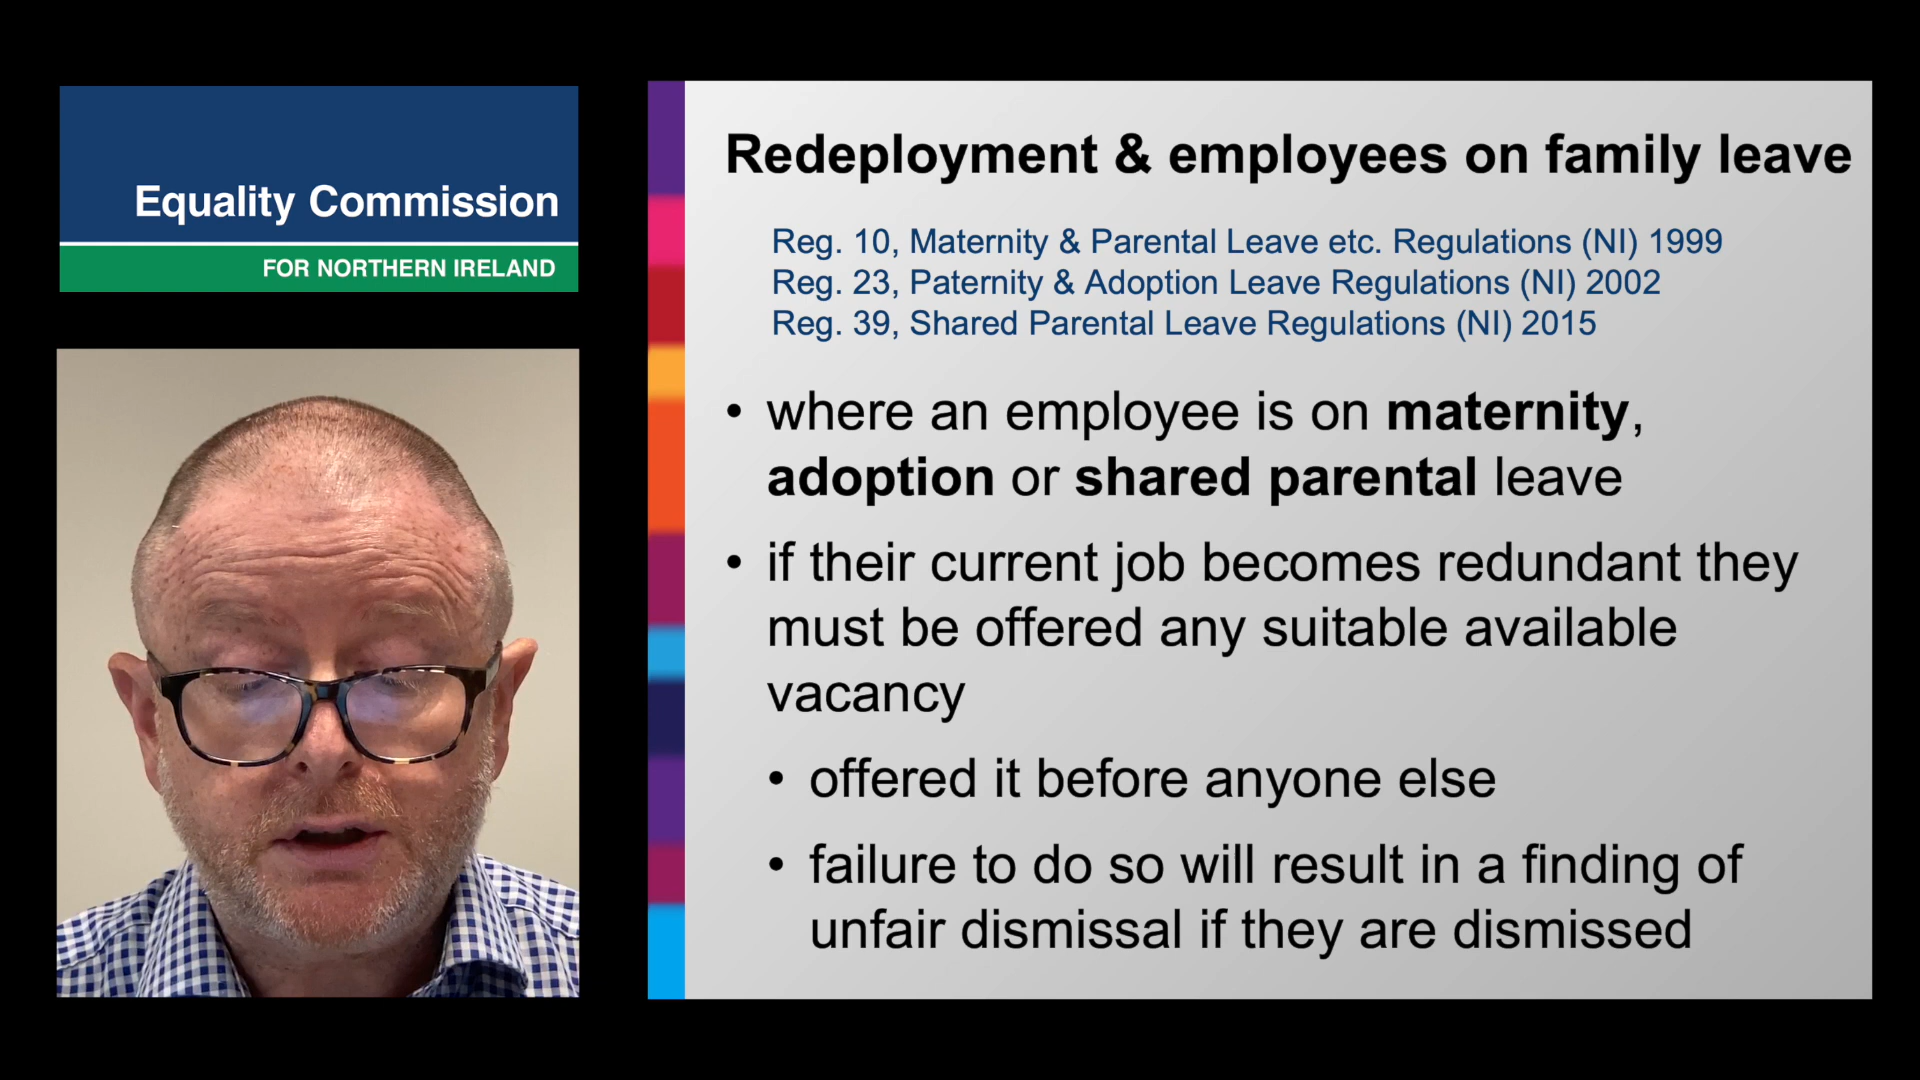 Equality Commission
FOR NORTHERN IRELAND
Redeployment & employees on family leave
Reg. 10, Maternity & Parental Leave etc. Regulations (NI) 1999
Reg. 23, Paternity & Adoption Leave Regulations (NI) 2002
Reg. 39, Shared Parental Leave Regulations (NI) 2015
• where an employee is on maternity,
adoption or shared parental leave
• if their current job becomes redundant they
must be offered any suitable available
vacancy
• offered it before anyone else
• failure to do so will result in a finding of
unfair dismissal if they are dismissed